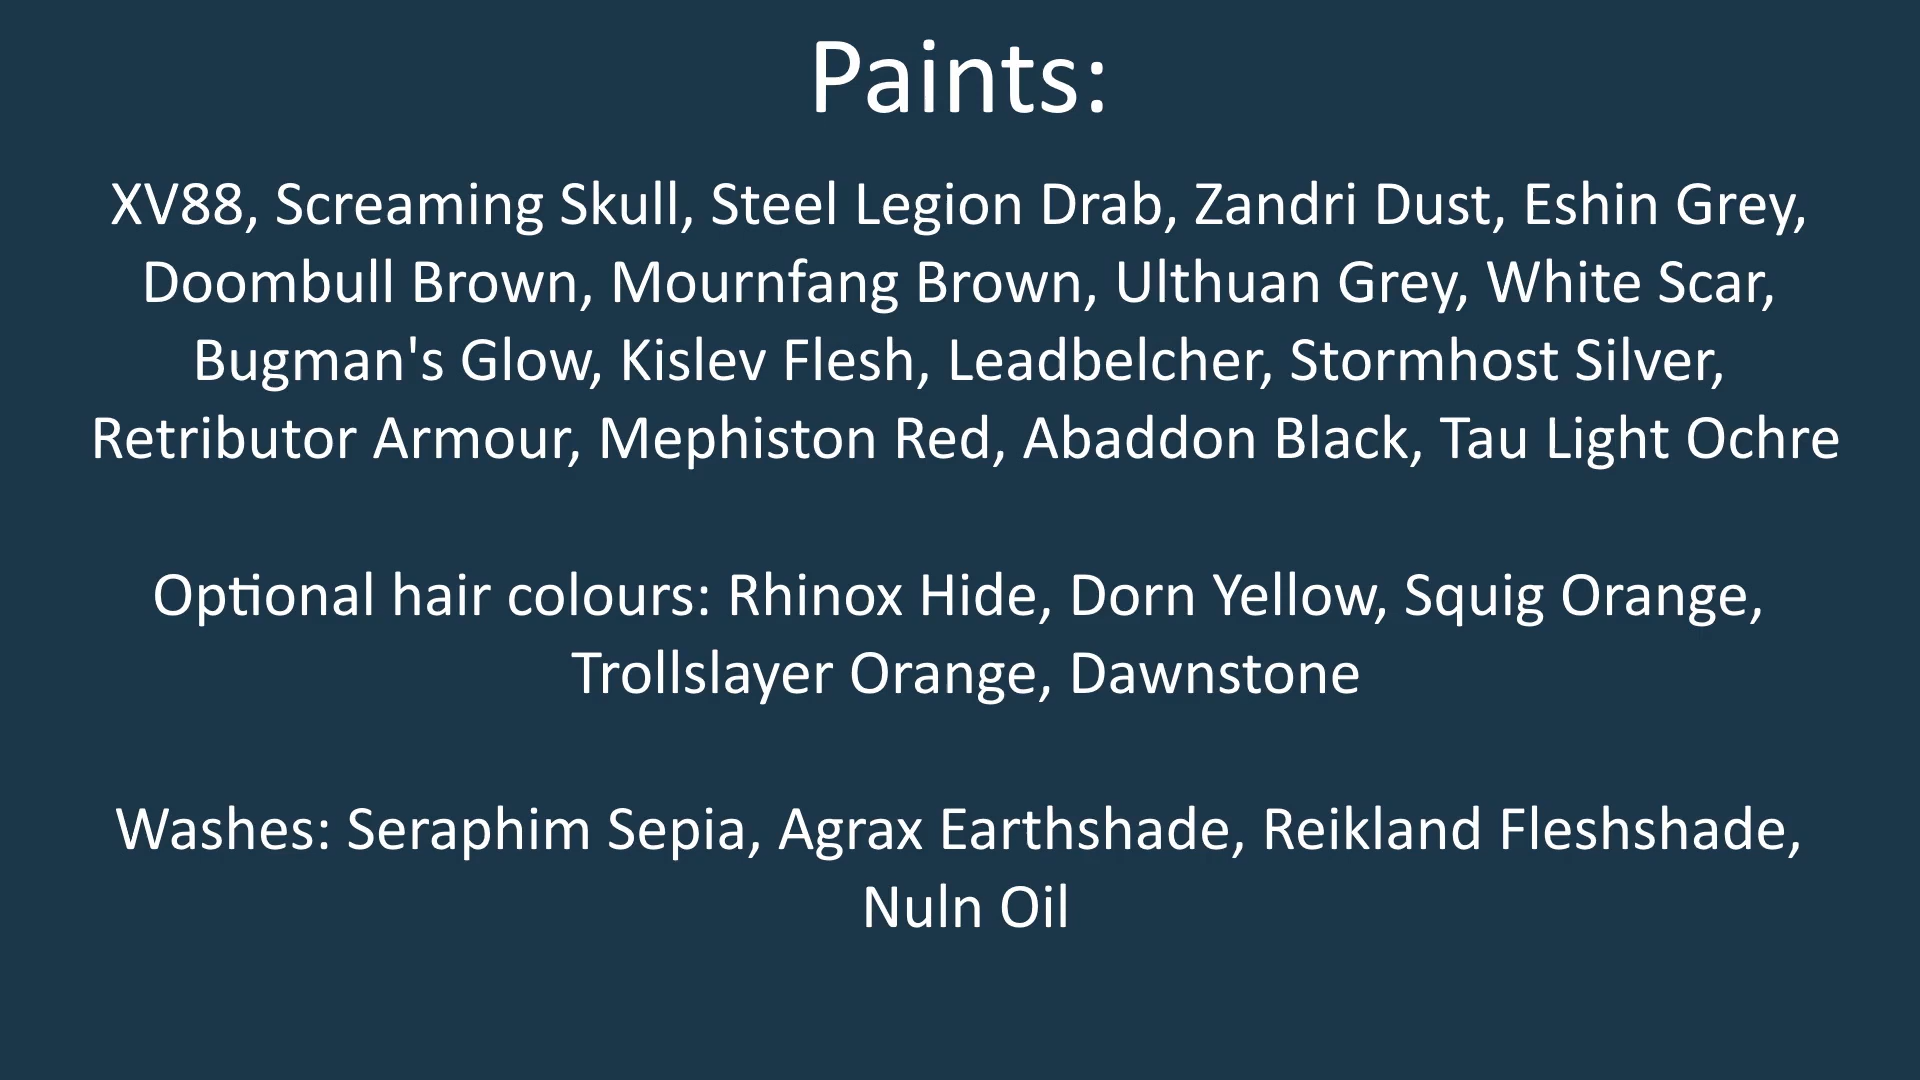 Paints:
XV88, Screaming Skull, Steel Legion Drab, Zandri Dust, Eshin Grey,
Doombull Brown, Mournfang Brown, Ulthuan Grey, White Scar,
Bugman's Glow, Kislev Flesh, Leadbelcher, Stormhost Silver,
Retributor Armour, Mephiston Red, Abaddon Black, Tau Light Ochre
Optional hair colours: Rhinox Hide, Dorn Yellow, Squig Orange,
Trollslayer Orange, Dawnstone
Washes: Seraphim Sepia, Agrax Earthshade, Reikland Fleshshade,
Nuln Oil